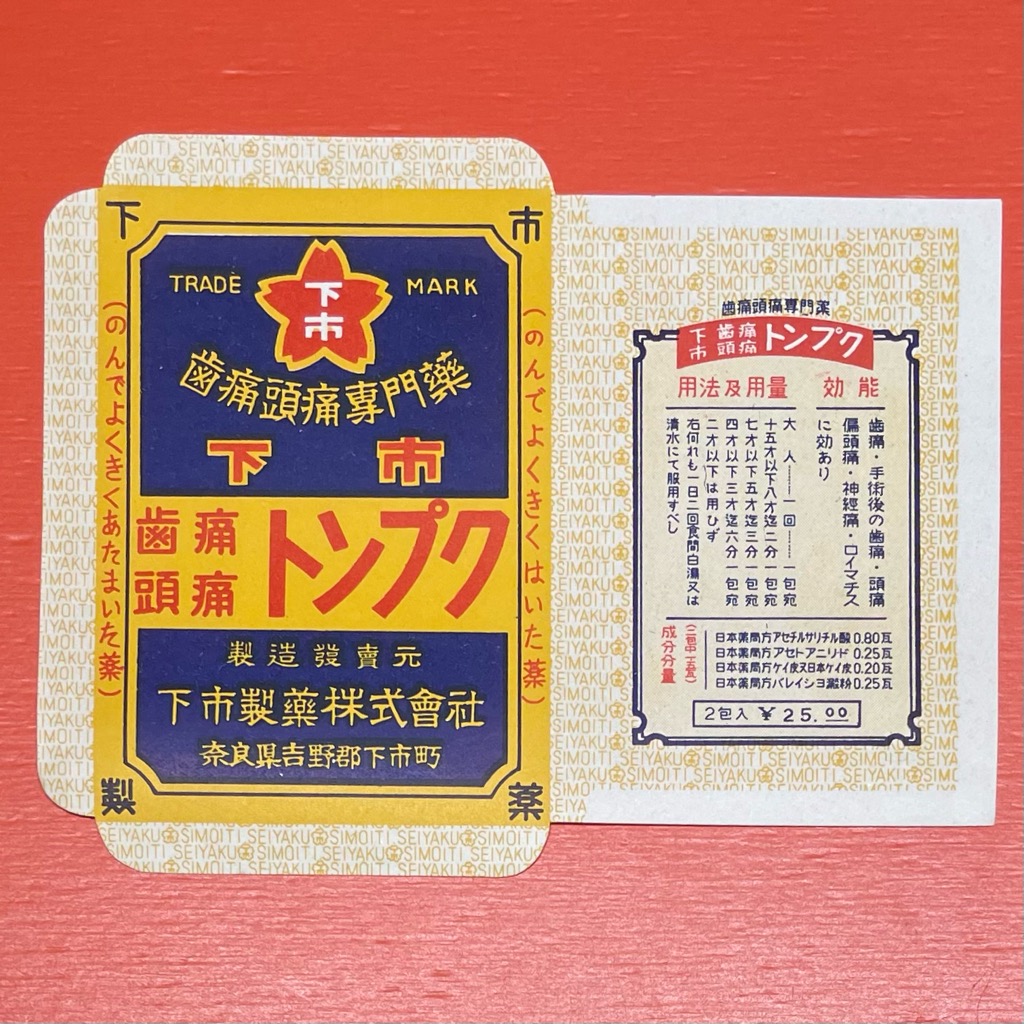 下 市
TRADE MARK
下市
歯痛頭痛専門藥
下市
歯痛
頭痛
トンプク
製造發賣元
下市製薬株式會社
奈良県吉野郡下市町
製 薬
(のんでよくきくあたまいた薬)
(のんでよくきくはいた薬)
SIMOITI SEIYAKU
歯痛頭痛専門薬
下市 歯痛頭痛 トンプク
効能
歯痛・手術後の歯痛・頭痛
偏頭痛・神經痛・ロイマチス
に効あり
用法及用量
大人……一回……一包宛
十五才以下八才迄二分一包宛
七才以下五才迄三分一包宛
四才以下三才迄六分一包宛
二才以下は用ひず
右何れも一日二回食間白湯又は
清水にて服用すべし
成分分量
日本薬局方アセチルサリチル酸 0.80瓦
日本薬局方アセトアニリド 0.25瓦
日本薬局方ケイ皮又日本ケイ皮 0.20瓦
日本薬局方バレイショ澱粉 0.25瓦
2包入 ¥25.00